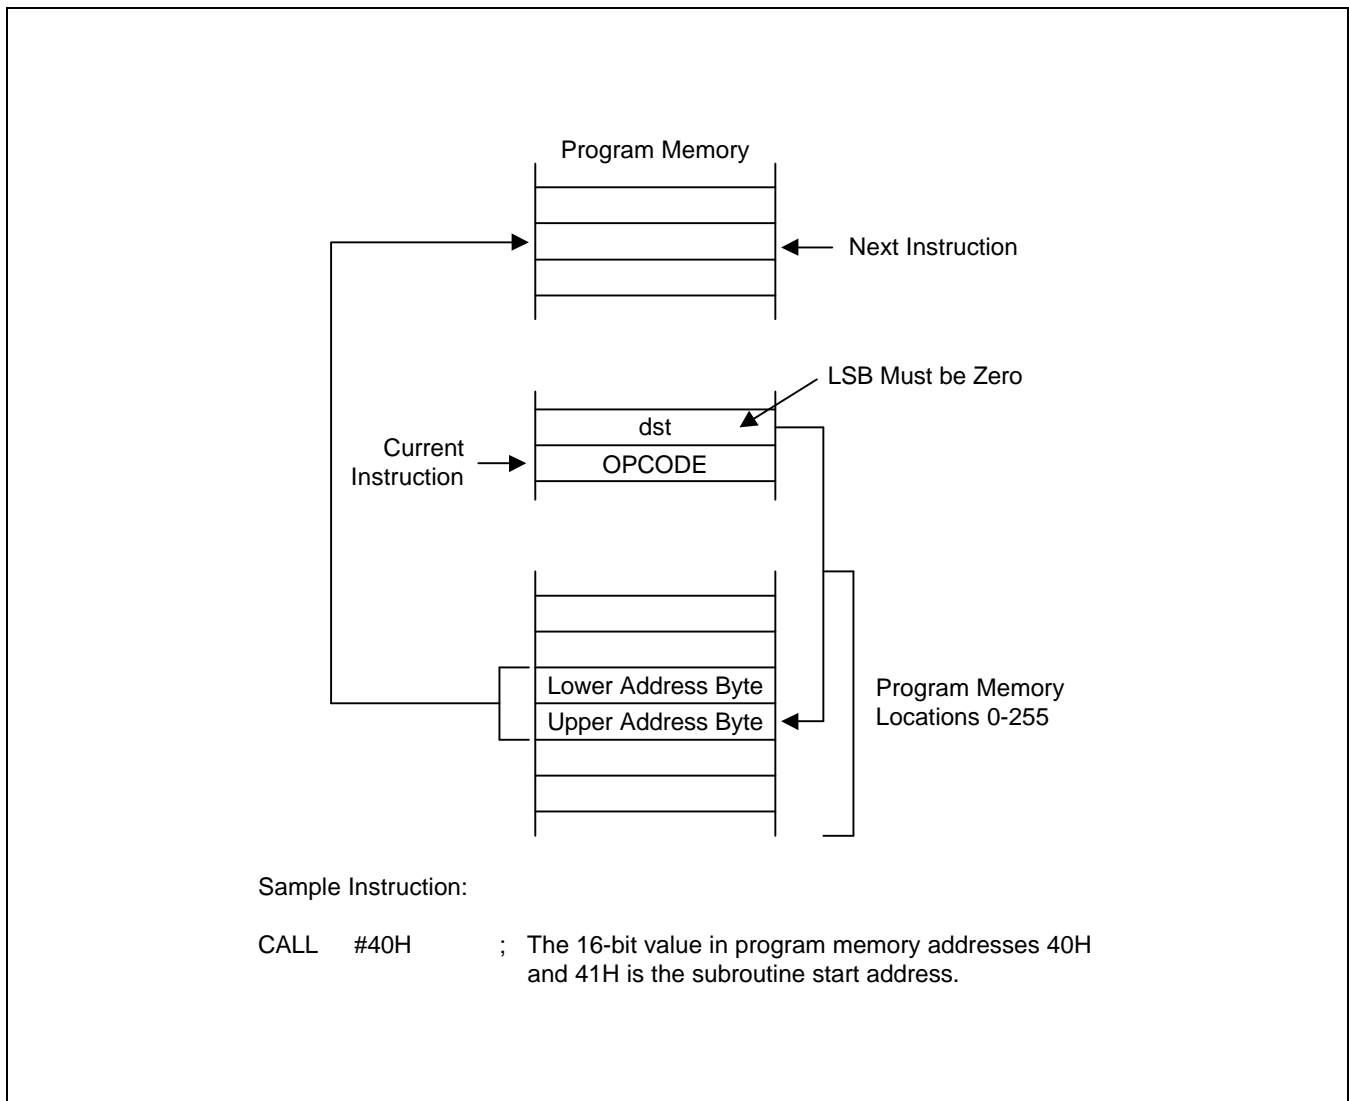 Program Memory
Next Instruction
LSB Must be Zero
dst
Current
Instruction
OPCODE
Lower Address Byte
Upper Address Byte
Program Memory
Locations 0-255
Sample Instruction:
CALL #40H ; The 16-bit value in program memory addresses 40H
and 41H is the subroutine start address.